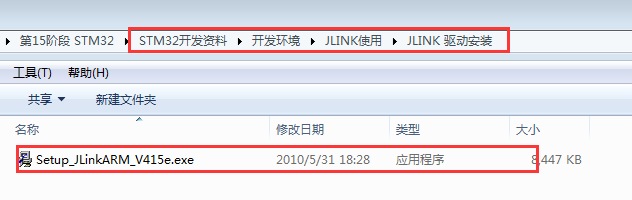 第15阶段 STM32 STM32开发资料 开发环境 JLINK使用 JLINK 驱动安装
工具(T) 帮助(H)
共享 新建文件夹
名称 修改日期 类型 大小
Setup_JLinkARM_V415e.exe 2010/5/31 18:28 应用程序 8,447 KB